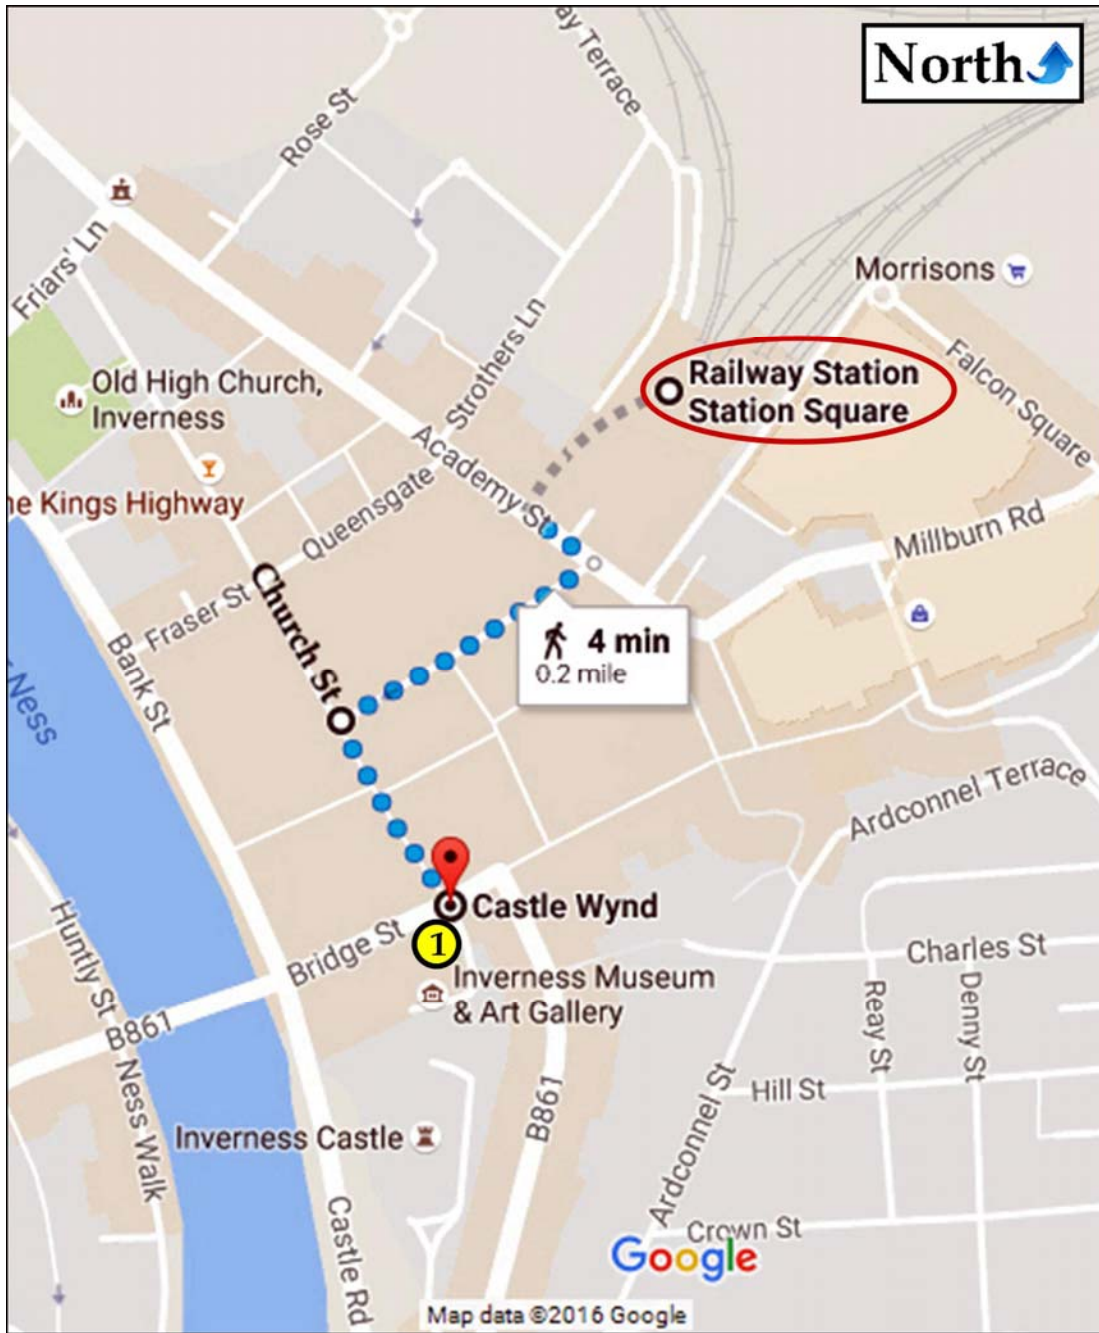 North
ay Terrace
Rose St
Friars' Ln
Morrisons
Old High Church,
Inverness
Strothers Ln
Railway Station
Station Square
Falcon Square
Academy St
Queensgate
he Kings Highway
Millburn Rd
Church St
Fraser St
4 min
0.2 mile
Bank St
Ness
Ardconnel Terrace
Castle Wynd
1
Bridge St
Huntly St
Charles St
Inverness Museum
& Art Gallery
Reay St
Denny St
B861
Ness Walk
B861
Hill St
Inverness Castle
Ardconnel St
Castle Rd
Crown St
Google
Map data ©2016 Google